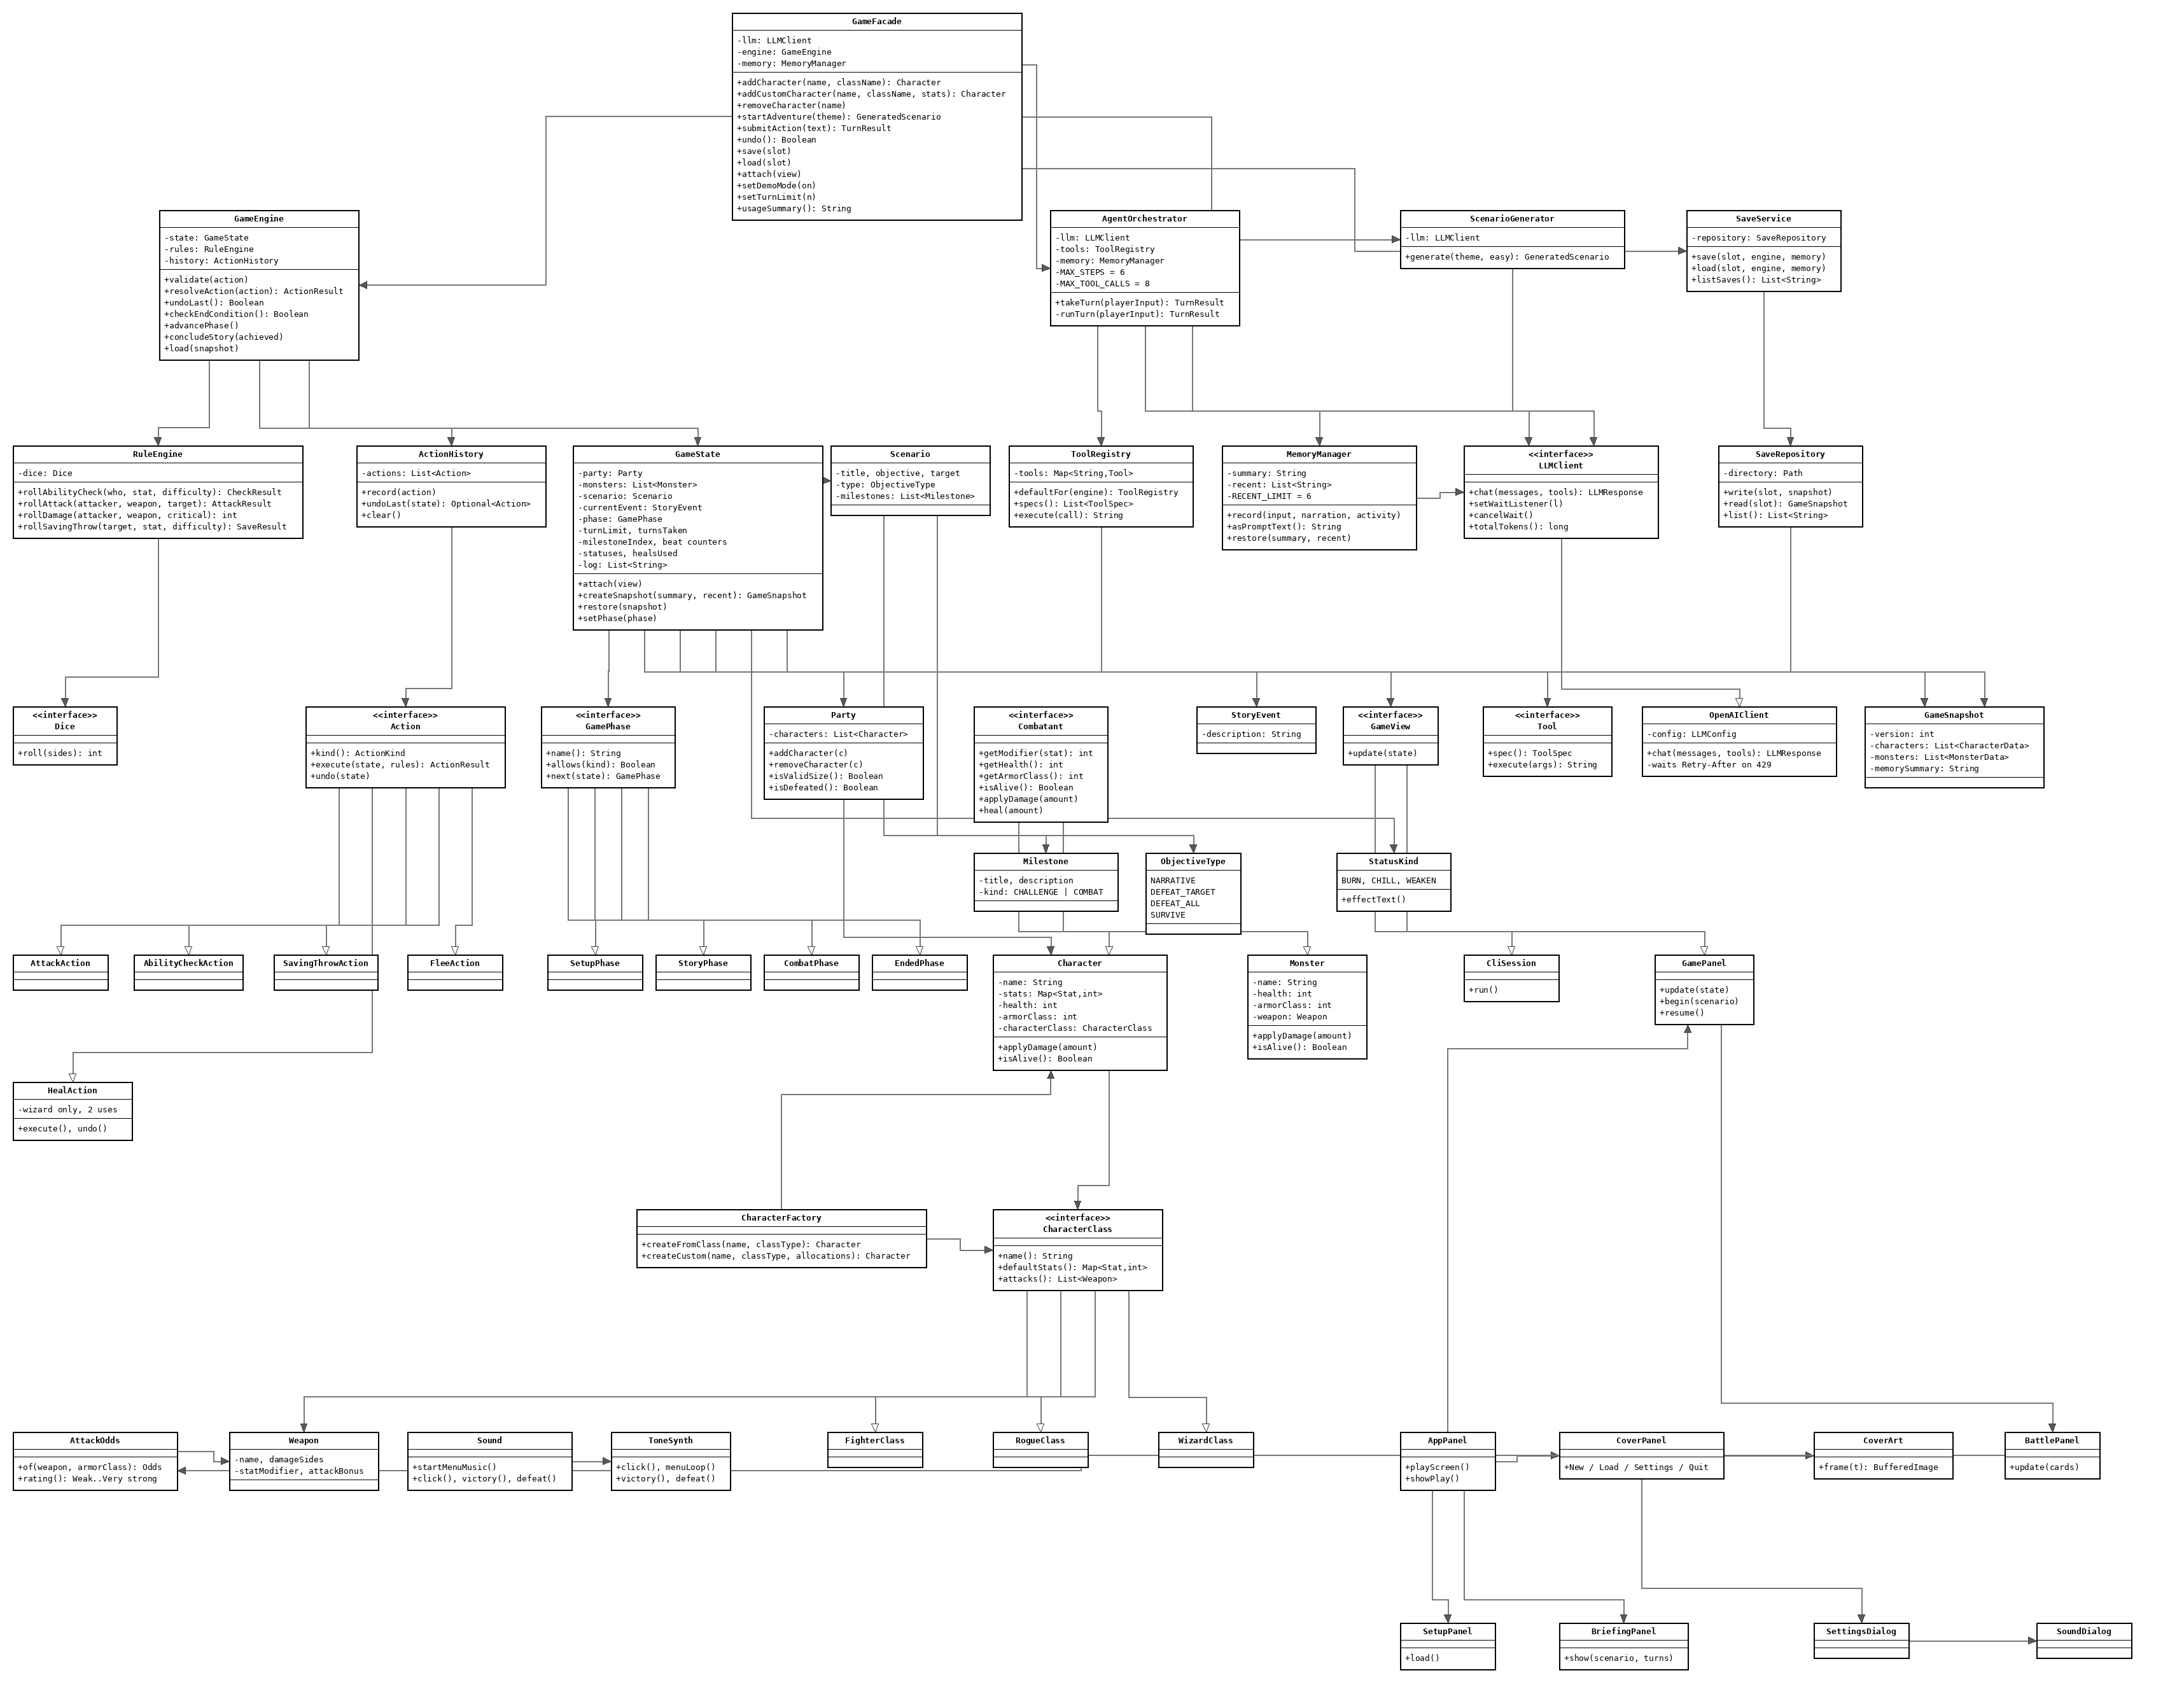 GameFacade
-llm: LLMClient
-engine: GameEngine
-memory: MemoryManager
+addCharacter(name, className): Character
+addCustomCharacter(name, className, stats): Character
+removeCharacter(name)
+startAdventure(theme): GeneratedScenario
+submitAction(text): TurnResult
+undo(): Boolean
+save(slot)
+load(slot)
+attach(view)
+setDemoMode(on)
+setTurnLimit(n)
+usageSummary(): String
GameEngine
-state: GameState
-rules: RuleEngine
-history: ActionHistory
+validate(action)
+resolveAction(action): ActionResult
+undoLast(): Boolean
+checkEndCondition(): Boolean
+advancePhase()
+concludeStory(achieved)
+load(snapshot)
AgentOrchestrator
-llm: LLMClient
-tools: ToolRegistry
-memory: MemoryManager
-MAX_STEPS = 6
-MAX_TOOL_CALLS = 8
+takeTurn(playerInput): TurnResult
-runTurn(playerInput): TurnResult
ScenarioGenerator
-llm: LLMClient
+generate(theme, easy): GeneratedScenario
SaveService
-repository: SaveRepository
+save(slot, engine, memory)
+load(slot, engine, memory)
+listSaves(): List<String>
RuleEngine
-dice: Dice
+rollAbilityCheck(who, stat, difficulty): CheckResult
+rollAttack(attacker, weapon, target): AttackResult
+rollDamage(attacker, weapon, critical): int
+rollSavingThrow(target, stat, difficulty): SaveResult
ActionHistory
-actions: List<Action>
+record(action)
+undoLast(state): Optional<Action>
+clear()
GameState
-party: Party
-monsters: List<Monster>
-scenario: Scenario
-currentEvent: StoryEvent
-phase: GamePhase
-turnLimit, turnsTaken
-milestoneIndex, beat counters
-statuses, healsUsed
-log: List<String>
+attach(view)
+createSnapshot(summary, recent): GameSnapshot
+restore(snapshot)
+setPhase(phase)
Scenario
-title, objective, target
-type: ObjectiveType
-milestones: List<Milestone>
ToolRegistry
-tools: Map<String,Tool>
+defaultFor(engine): ToolRegistry
+specs(): List<ToolSpec>
+execute(call): String
MemoryManager
-summary: String
-recent: List<String>
-RECENT_LIMIT = 6
+record(input, narration, activity)
+asPromptText(): String
+restore(summary, recent)
<<interface>>
LLMClient
+chat(messages, tools): LLMResponse
+setWaitListener(l)
+cancelWait()
+totalTokens(): long
SaveRepository
-directory: Path
+write(slot, snapshot)
+read(slot): GameSnapshot
+list(): List<String>
<<interface>>
Dice
+roll(sides): int
<<interface>>
Action
+kind(): ActionKind
+execute(state, rules): ActionResult
+undo(state)
<<interface>>
GamePhase
+name(): String
+allows(kind): Boolean
+next(state): GamePhase
Party
-characters: List<Character>
+addCharacter(c)
+removeCharacter(c)
+isValidSize(): Boolean
+isDefeated(): Boolean
<<interface>>
Combatant
+getModifier(stat): int
+getHealth(): int
+getArmorClass(): int
+isAlive(): Boolean
+applyDamage(amount)
+heal(amount)
StoryEvent
-description: String
<<interface>>
GameView
+update(state)
<<interface>>
Tool
+spec(): ToolSpec
+execute(args): String
OpenAIClient
-config: LLMConfig
+chat(messages, tools): LLMResponse
-waits Retry-After on 429
GameSnapshot
-version: int
-characters: List<CharacterData>
-monsters: List<MonsterData>
-memorySummary: String
Milestone
-title, description
-kind: CHALLENGE | COMBAT
ObjectiveType
NARRATIVE
DEFEAT_TARGET
DEFEAT_ALL
SURVIVE
StatusKind
BURN, CHILL, WEAKEN
+effectText()
AttackAction
AbilityCheckAction
SavingThrowAction
FleeAction
SetupPhase
StoryPhase
CombatPhase
EndedPhase
Character
-name: String
-stats: Map<Stat,int>
-health: int
-armorClass: int
-characterClass: CharacterClass
+applyDamage(amount)
+isAlive(): Boolean
Monster
-name: String
-health: int
-armorClass: int
-weapon: Weapon
+applyDamage(amount)
+isAlive(): Boolean
CliSession
+run()
GamePanel
+update(state)
+begin(scenario)
+resume()
HealAction
-wizard only, 2 uses
+execute(), undo()
CharacterFactory
+createFromClass(name, classType): Character
+createCustom(name, classType, allocations): Character
<<interface>>
CharacterClass
+name(): String
+defaultStats(): Map<Stat,int>
+attacks(): List<Weapon>
AttackOdds
+of(weapon, armorClass): Odds
+rating(): Weak..Very strong
Weapon
-name, damageSides
-statModifier, attackBonus
Sound
+startMenuMusic()
+click(), victory(), defeat()
ToneSynth
+click(), menuLoop()
+victory(), defeat()
FighterClass
RogueClass
WizardClass
AppPanel
+playScreen()
+showPlay()
CoverPanel
+New / Load / Settings / Quit
CoverArt
+frame(t): BufferedImage
BattlePanel
+update(cards)
SetupPanel
+load()
BriefingPanel
+show(scenario, turns)
SettingsDialog
SoundDialog